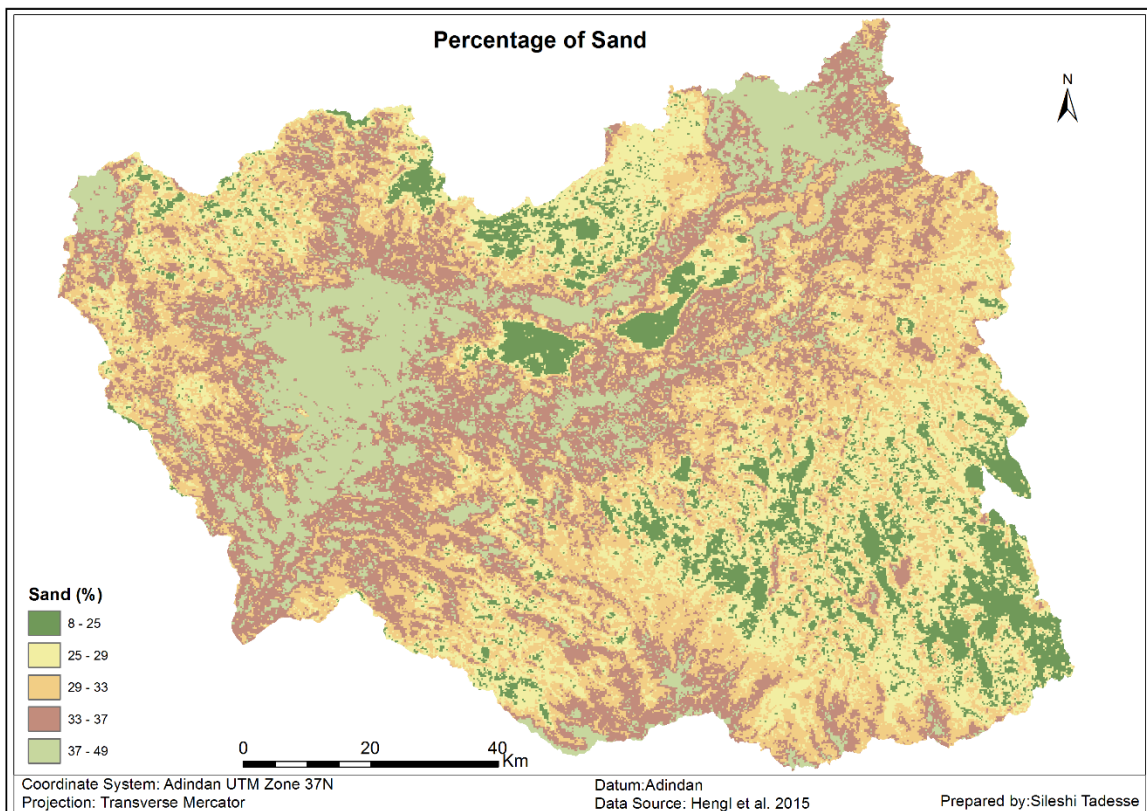 Percentage of Sand
N
Sand (%)
8 - 25
25 - 29
29 - 33
33 - 37
37 - 49
0 20 40
Km
Coordinate System: Adindan UTM Zone 37N
Projection: Transverse Mercator
Datum:Adindan
Data Source: Hengl et al. 2015
Prepared by:Sileshi Tadesse